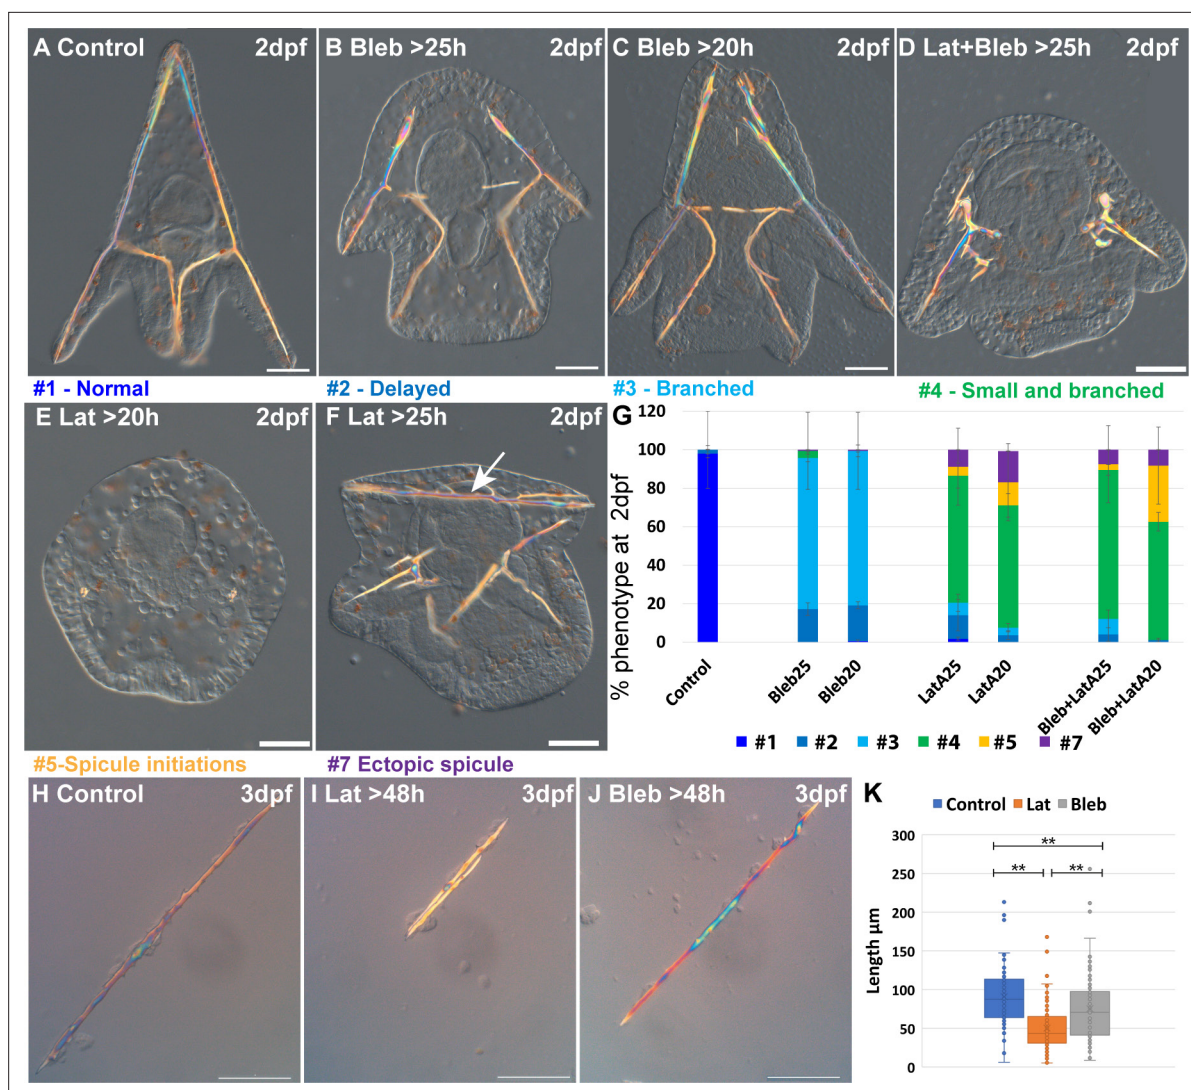 A Control 2dpf
B Bleb >25h 2dpf
C Bleb >20h 2dpf
D Lat+Bleb >25h 2dpf
#1 - Normal
#2 - Delayed
#3 - Branched
#4 - Small and branched
E Lat >20h 2dpf
F Lat >25h 2dpf
G
% phenotype at 2dpf
120
100
80
60
40
20
0
Control
Bleb25
Bleb20
LatA25
LatA20
Bleb+LatA25
Bleb+LatA20
#1 #2 #3 #4 #5 #7
#5-Spicule initiations
#7 Ectopic spicule
H Control 3dpf
I Lat >48h 3dpf
J Bleb >48h 3dpf
K
Control Lat Bleb
Length µm
300
250
200
150
100
50
0
**
** **